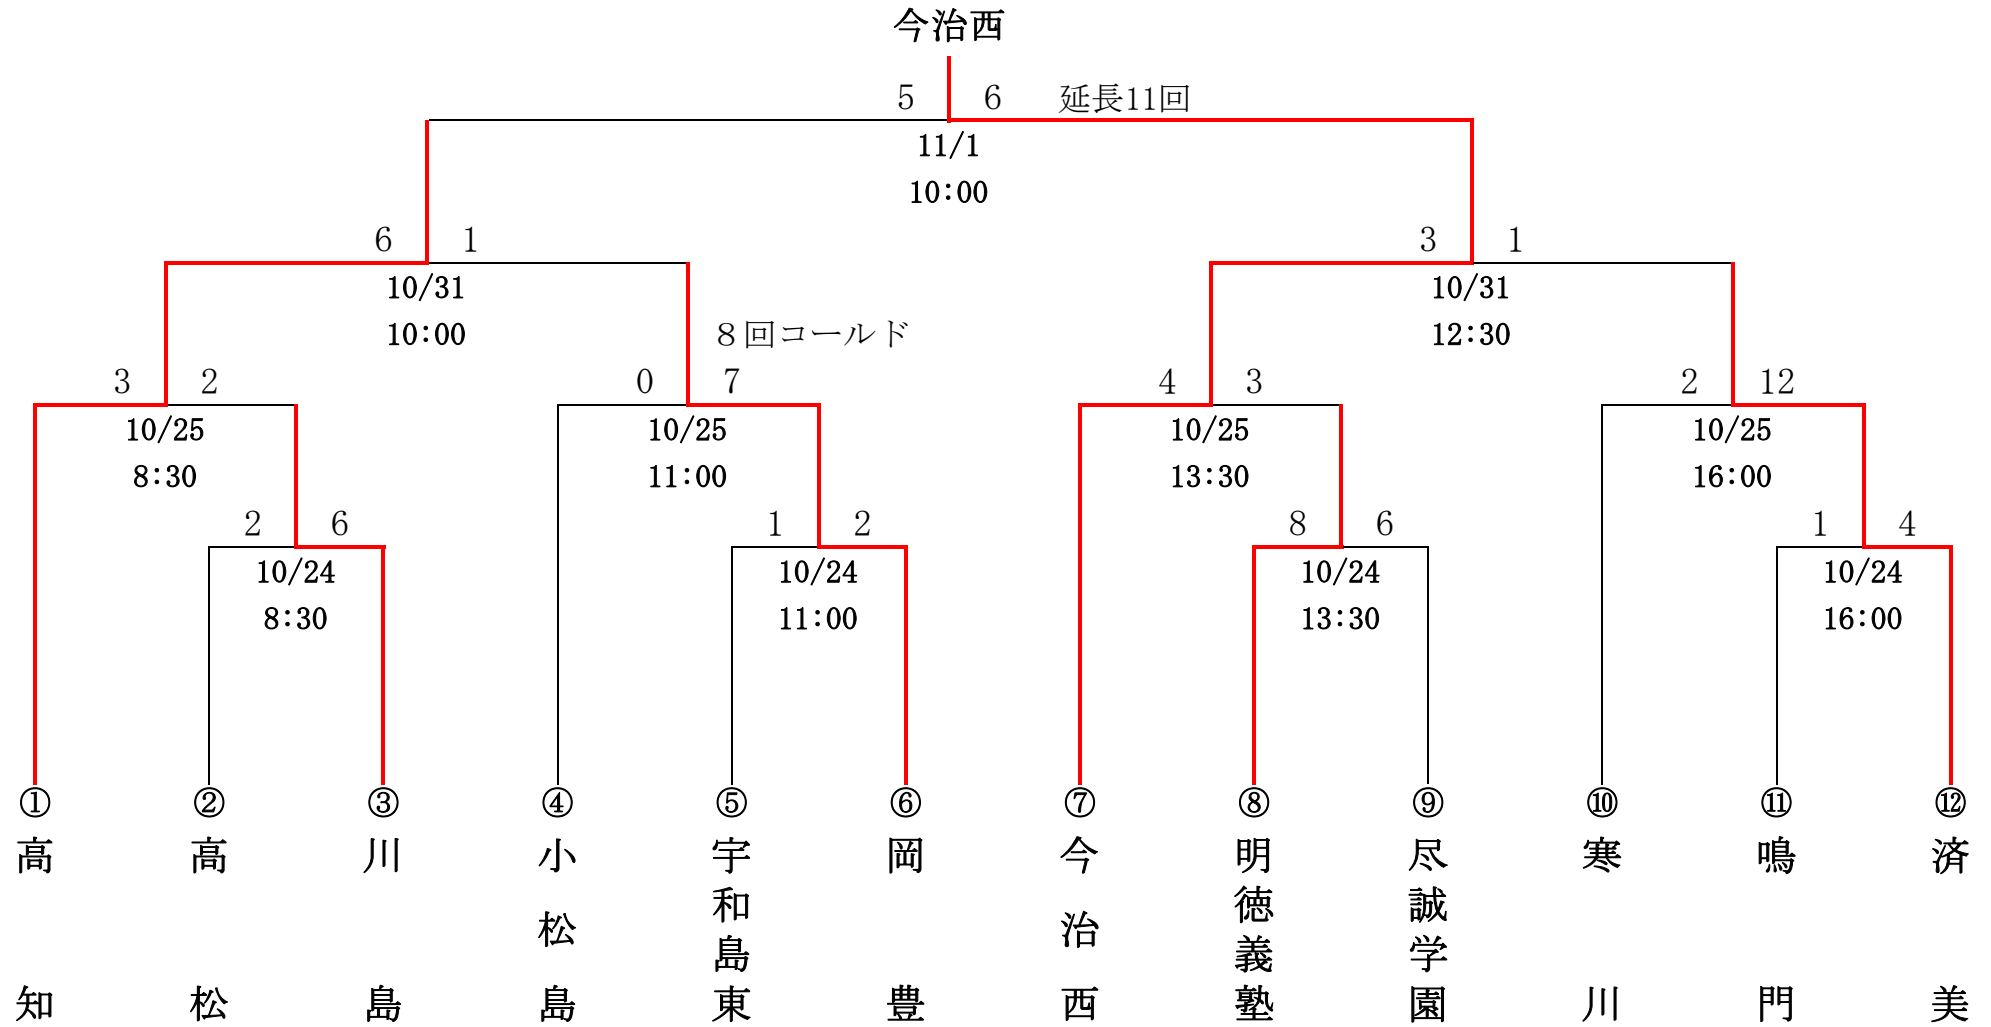 今治西
5 6 延長11回
11/1
10:00
6 1 3 1
10/31 10/31
10:00 8回コールド 12:30
3 2 0 7 4 3 2 12
10/25 10/25 10/25 10/25
8:30 11:00 13:30 16:00
2 6 1 2 8 6 1 4
10/24 10/24 10/24 10/24
8:30 11:00 13:30 16:00
① ② ③ ④ ⑤ ⑥ ⑦ ⑧ ⑨ ⑩ ⑪ ⑫
高知
高松
川島
小松島
宇和島東
岡豊
今治西
明徳義塾
尽誠学園
寒川
鳴門
済美